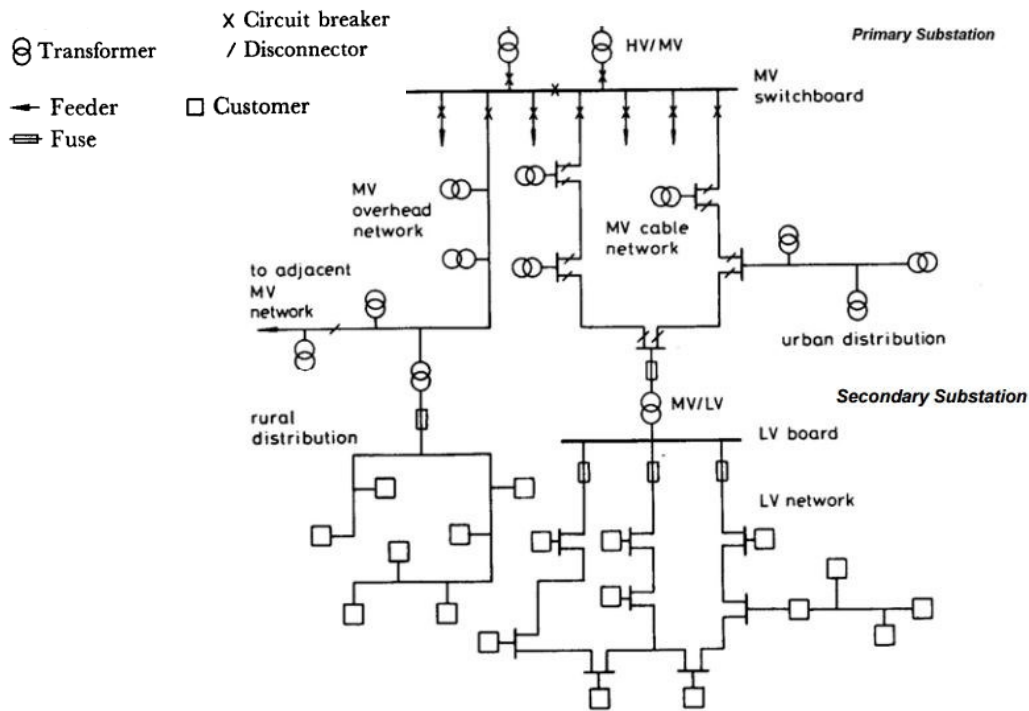 X Circuit breaker
Transformer
/ Disconnector
Feeder
Customer
Fuse
HV/MV
Primary Substation
MV
switchboard
MV
overhead
network
MV cable
network
to adjacent
MV
network
urban distribution
MV/LV
Secondary Substation
rural
distribution
LV board
LV network